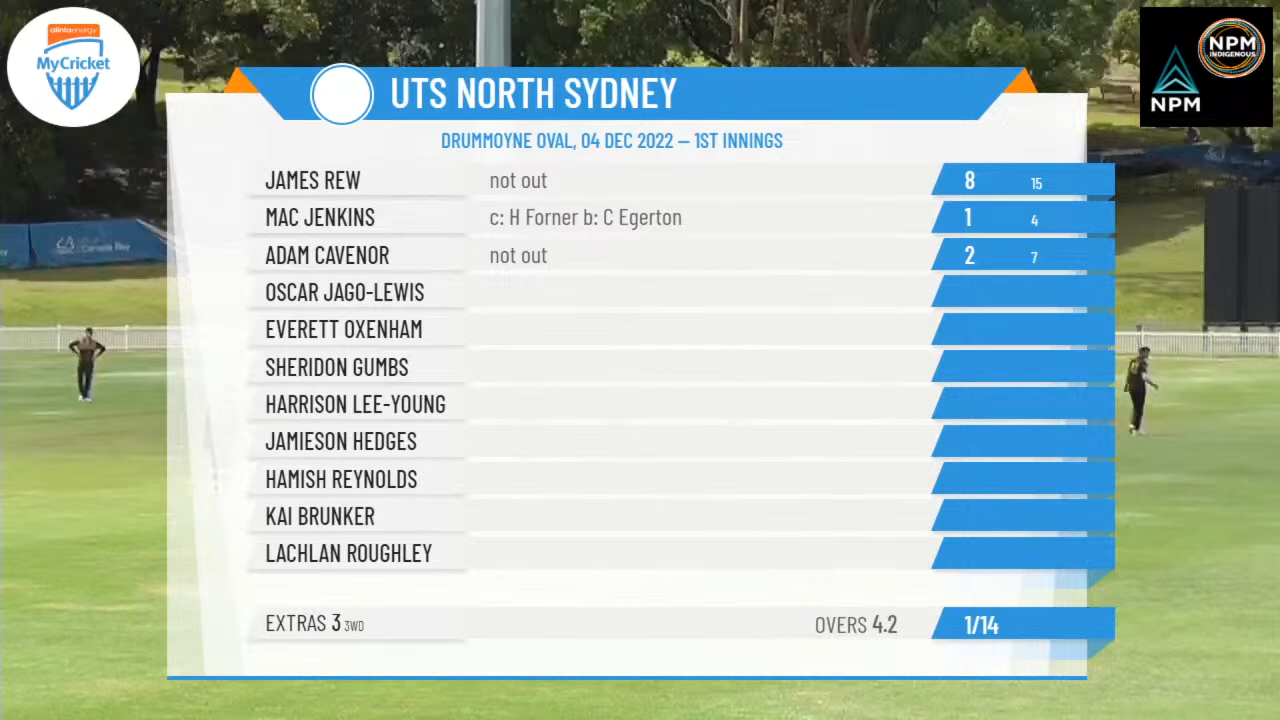 alintaenergy
MyCricket
NPM
NPM
INDIGENOUS
UTS NORTH SYDNEY
DRUMMOYNE OVAL, 04 DEC 2022 – 1ST INNINGS
JAMES REW not out 8 15
MAC JENKINS c: H Forner b: C Egerton 1 4
ADAM CAVENOR not out 2 7
OSCAR JAGO-LEWIS
EVERETT OXENHAM
SHERIDON GUMBS
HARRISON LEE-YOUNG
JAMIESON HEDGES
HAMISH REYNOLDS
KAI BRUNKER
LACHLAN ROUGHLEY
EXTRAS 3 3WD OVERS 4.2 1/14
Canada Bay